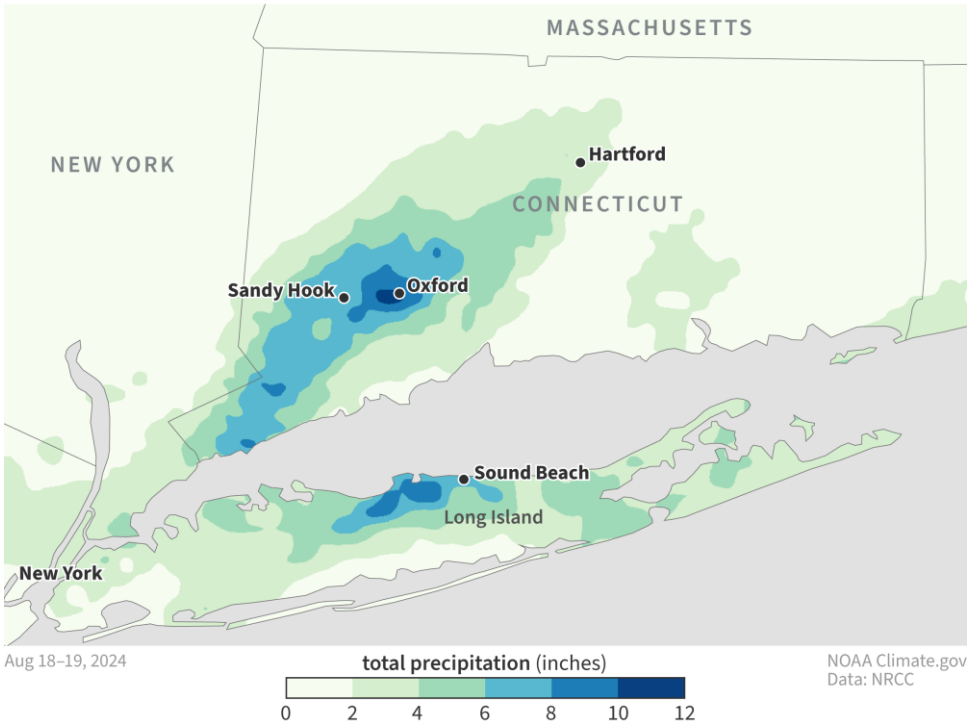 MASSACHUSETTS
Hartford
NEW YORK
CONNECTICUT
Sandy Hook
Oxford
Sound Beach
Long Island
New York
Aug 18–19, 2024
total precipitation (inches)
NOAA Climate.gov
Data: NRCC
0 2 4 6 8 10 12